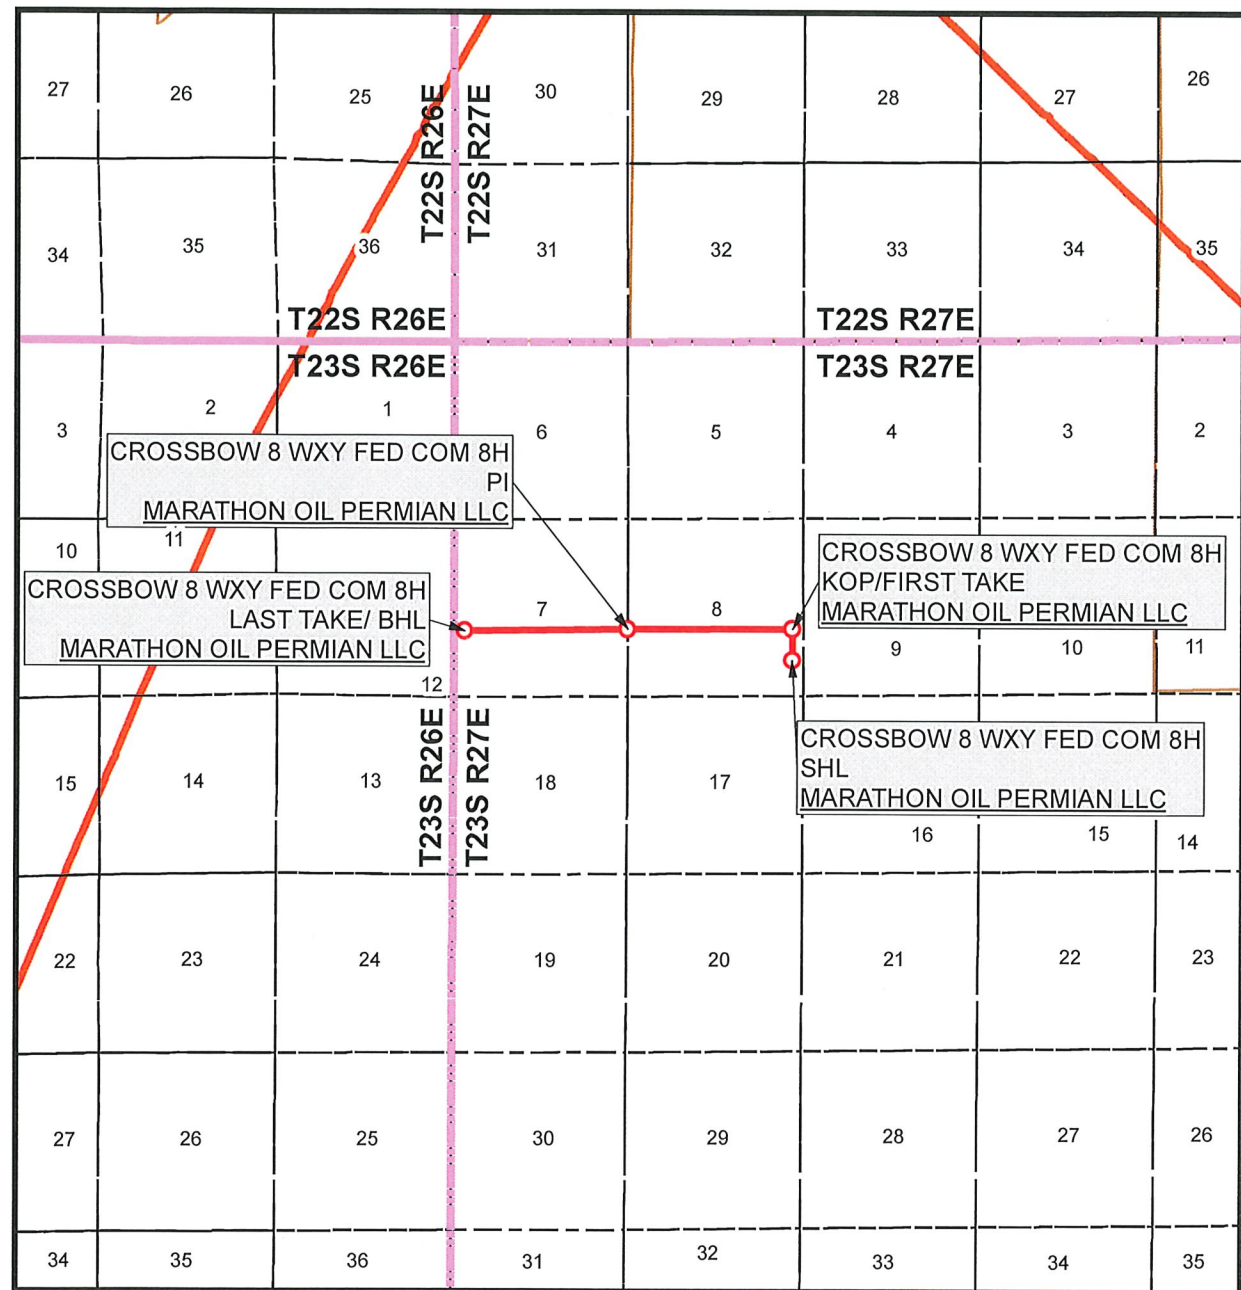 27 26 25 30 29 28 27 26
T22S R26E
T22S R27E
34 35 36 31 32 33 34 35
T22S R26E T22S R27E
T23S R26E T23S R27E
3 2 1 6 5 4 3 2
CROSSBOW 8 WXY FED COM 8H
PI
MARATHON OIL PERMIAN LLC
10 11
CROSSBOW 8 WXY FED COM 8H
KOP/FIRST TAKE
MARATHON OIL PERMIAN LLC
CROSSBOW 8 WXY FED COM 8H
LAST TAKE/ BHL
MARATHON OIL PERMIAN LLC
7 8
12 9 10 11
T23S R26E
T23S R27E
CROSSBOW 8 WXY FED COM 8H
SHL
MARATHON OIL PERMIAN LLC
15 14 13 18 17
16 15 14
22 23 24 19 20 21 22 23
27 26 25 30 29 28 27 26
34 35 36 31 32 33 34 35